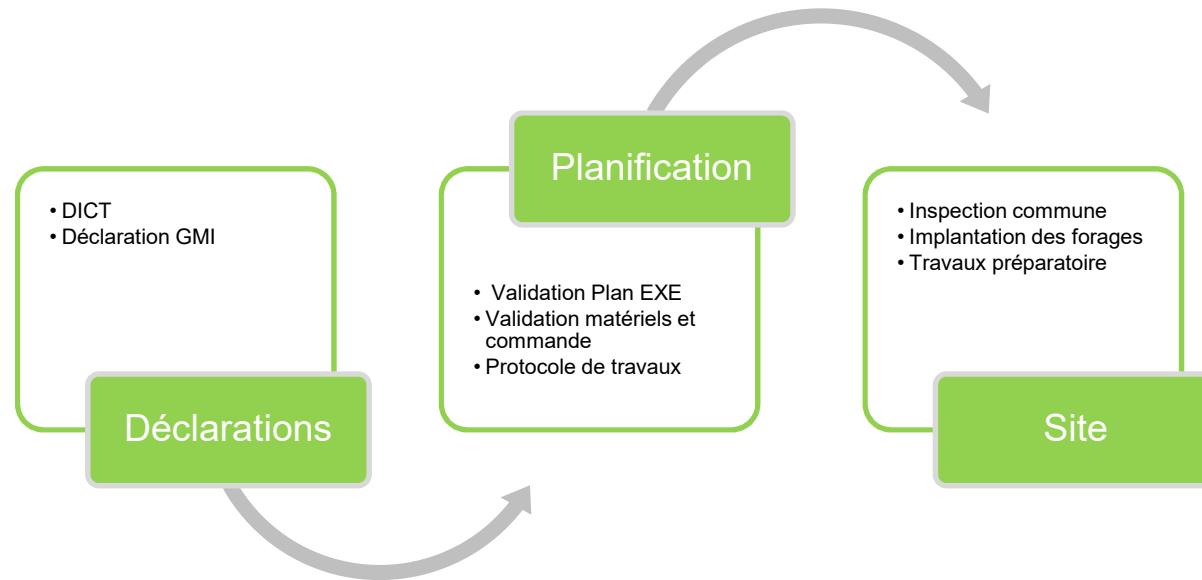 • DICT
• Déclaration GMI
Déclarations
Planification
• Validation Plan EXE
• Validation matériels et
commande
• Protocole de travaux
• Inspection commune
• Implantation des forages
• Travaux préparatoire
Site